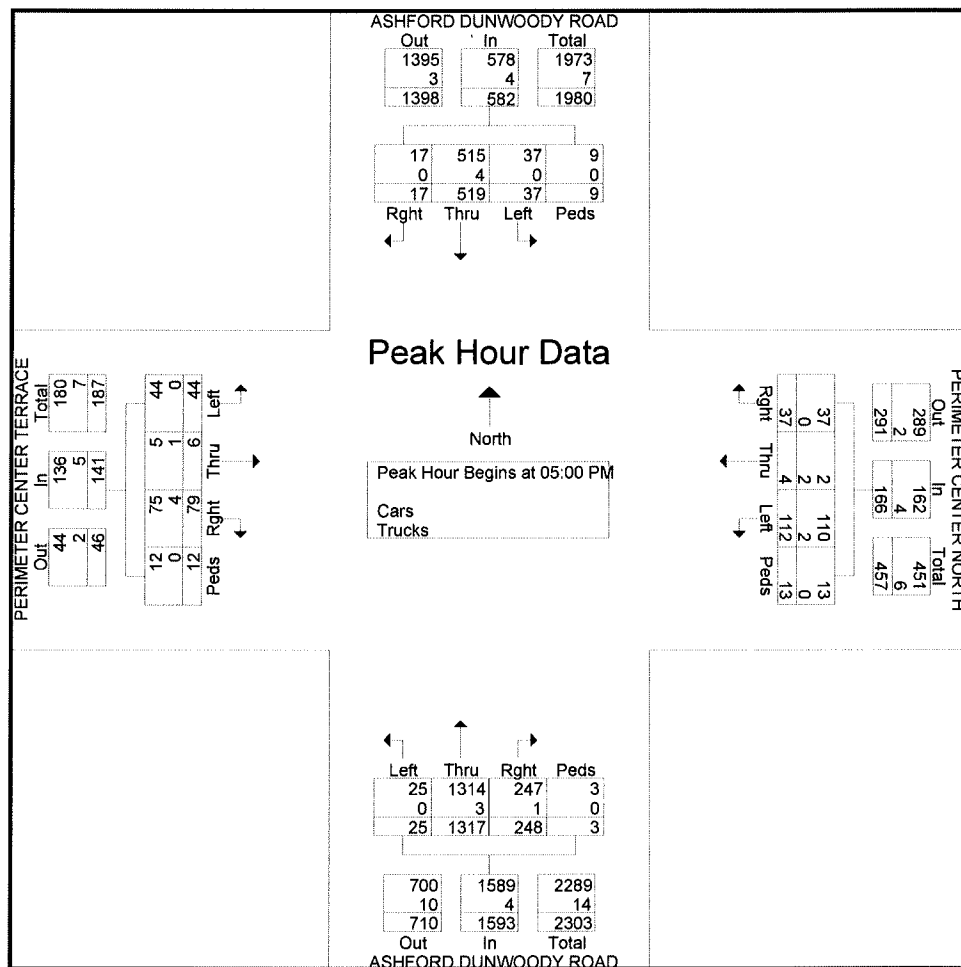 ASHFORD DUNWOODY ROAD
Out In Total
1395 578 1973
3 4 7
1398 582 1980
17 515 37 9
0 4 0 0
17 519 37 9
Rght Thru Left Peds
Peak Hour Data
North
Peak Hour Begins at 05:00 PM
Cars
Trucks
PERIMETER CENTER TERRACE
Out In Total
44 136 180
2 5 7
46 141 187
12 75 5 44
0 4 1 0
12 79 6 44
Peds Rght Thru Left
PERIMETER CENTER NORTH
Out In Total
289 162 451
2 4 6
291 166 457
37 2 110 13
0 2 2 0
37 4 112 13
Rght Thru Left Peds
Left Thru Rght Peds
25 1314 247 3
0 3 1 0
25 1317 248 3
700 1589 2289
10 4 14
710 1593 2303
Out In Total
ASHFORD DUNWOODY ROAD